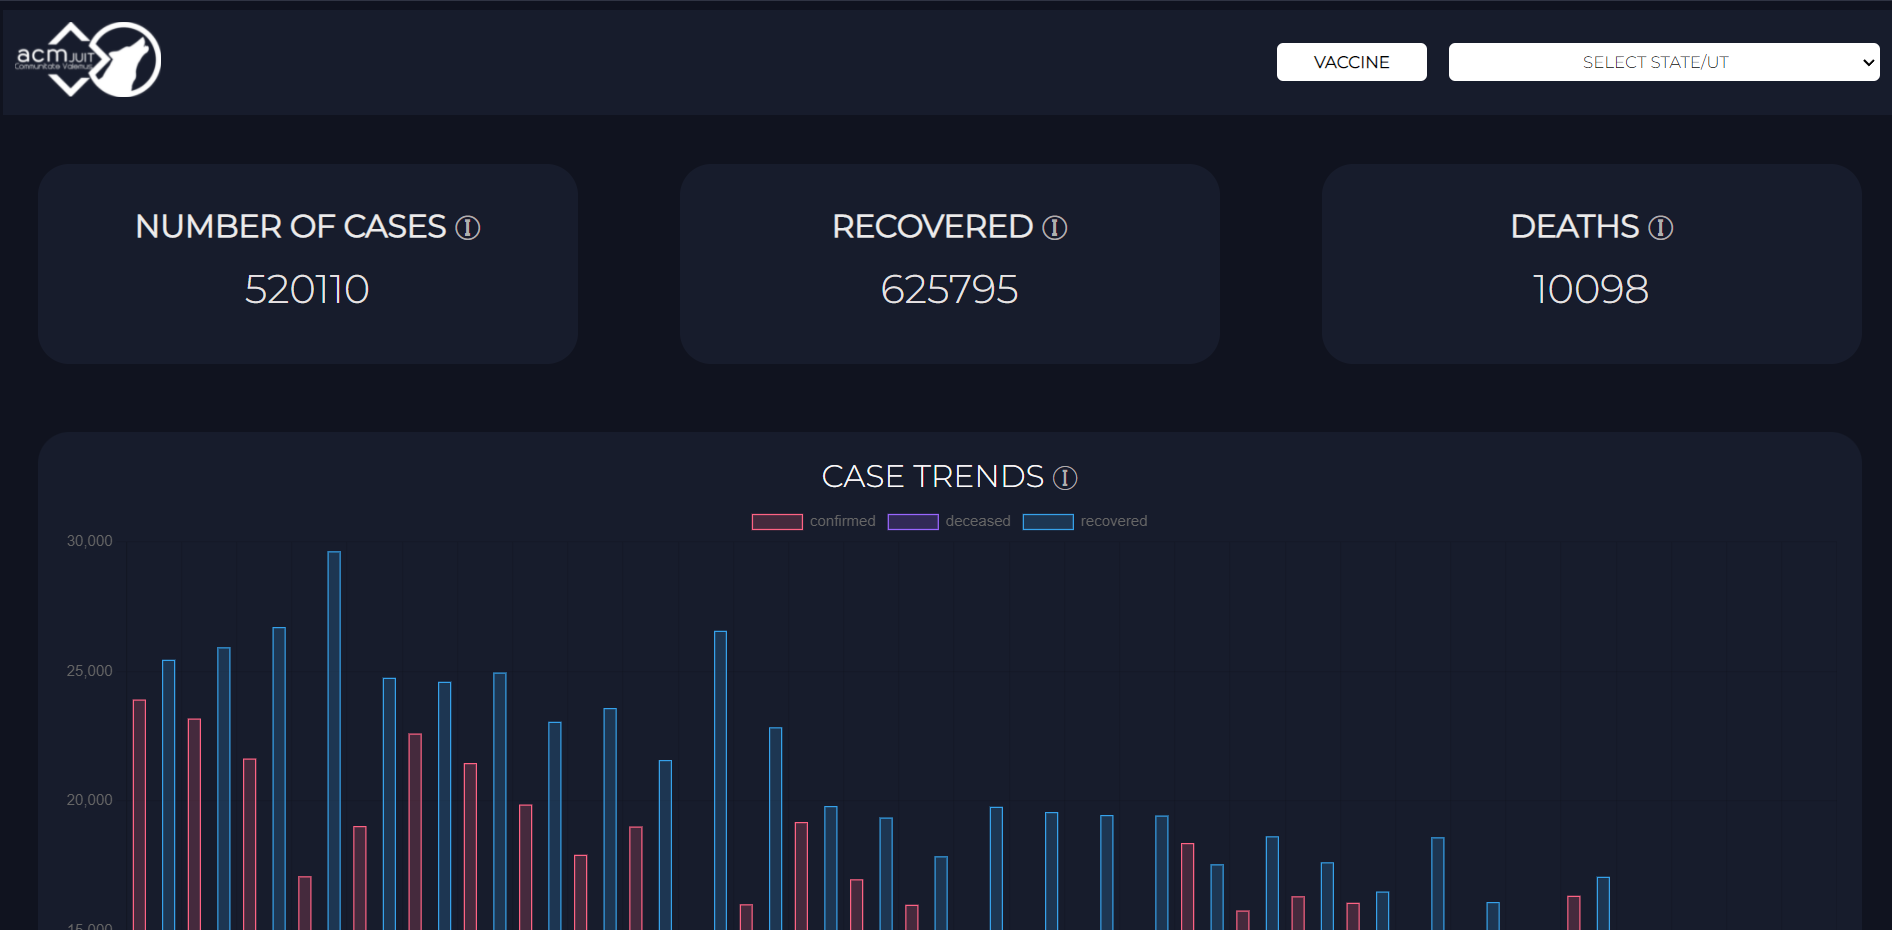 acm JUIT
Communitate Valemus
VACCINE
SELECT STATE/UT
NUMBER OF CASES
520110
RECOVERED
625795
DEATHS
10098
CASE TRENDS
confirmed deceased recovered
30,000
25,000
20,000
15,000